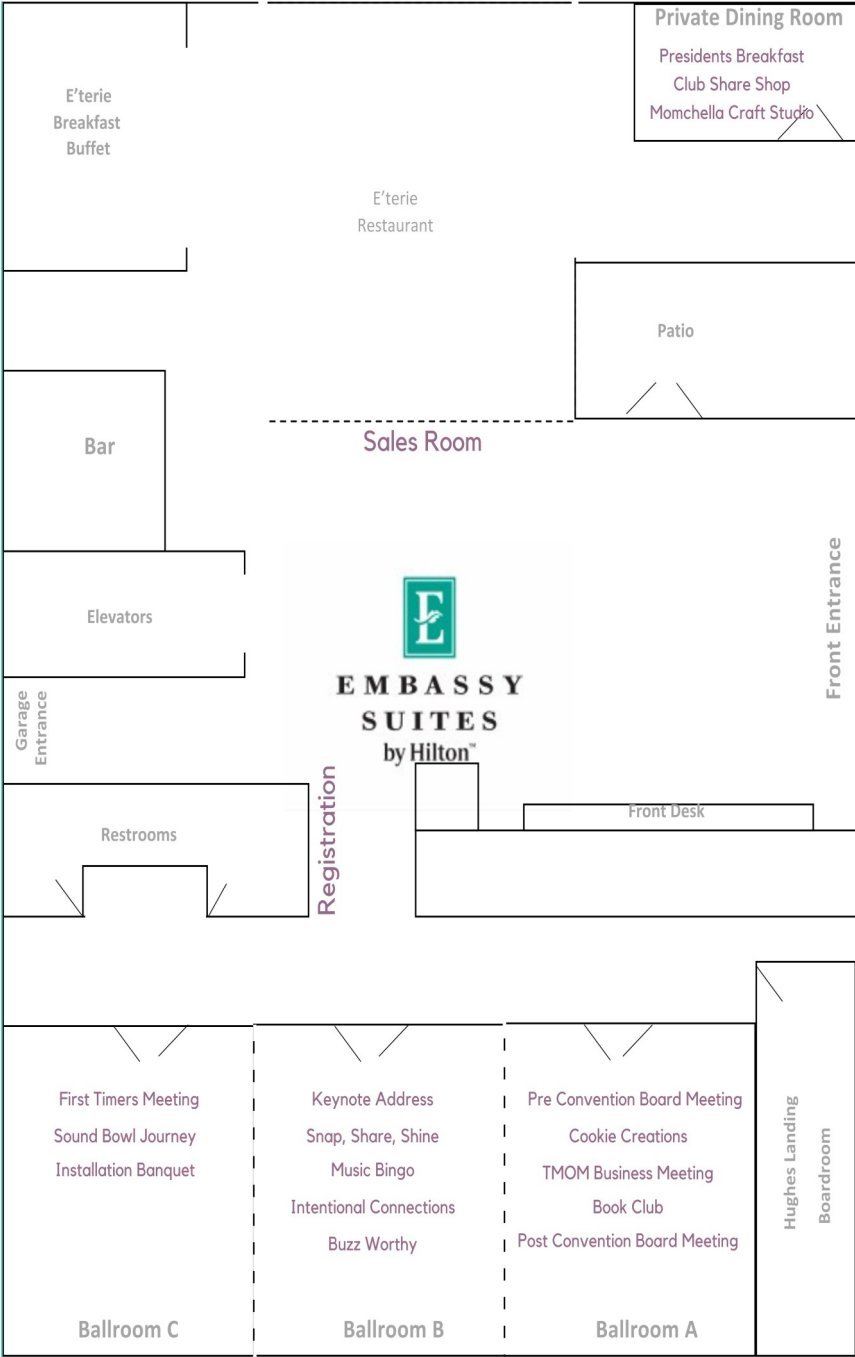 Private Dining Room
Presidents Breakfast
Club Share Shop
Momchella Craft Studio
E'terie
Breakfast
Buffet
E'terie
Restaurant
Patio
Sales Room
Bar
Front Entrance
Elevators
E
EMBASSY
SUITES
by Hilton™
Garage
Entrance
Registration
Front Desk
Restrooms
First Timers Meeting
Sound Bowl Journey
Installation Banquet
Ballroom C
Keynote Address
Snap, Share, Shine
Music Bingo
Intentional Connections
Buzz Worthy
Ballroom B
Pre Convention Board Meeting
Cookie Creations
TMOM Business Meeting
Book Club
Post Convention Board Meeting
Ballroom A
Hughes Landing
Boardroom